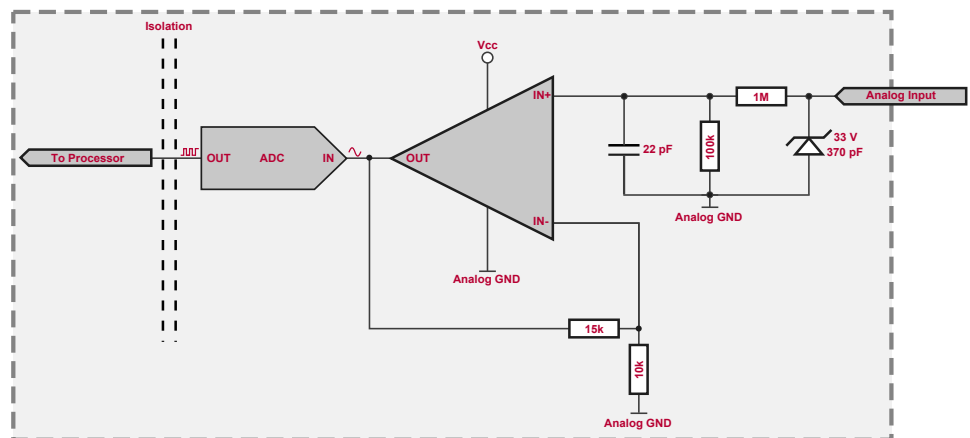 Isolation
Vcc
IN+
1M
Analog Input
To Processor
OUT
ADC
IN
OUT
22 pF
100k
33 V
370 pF
Analog GND
IN-
Analog GND
15k
10k
Analog GND